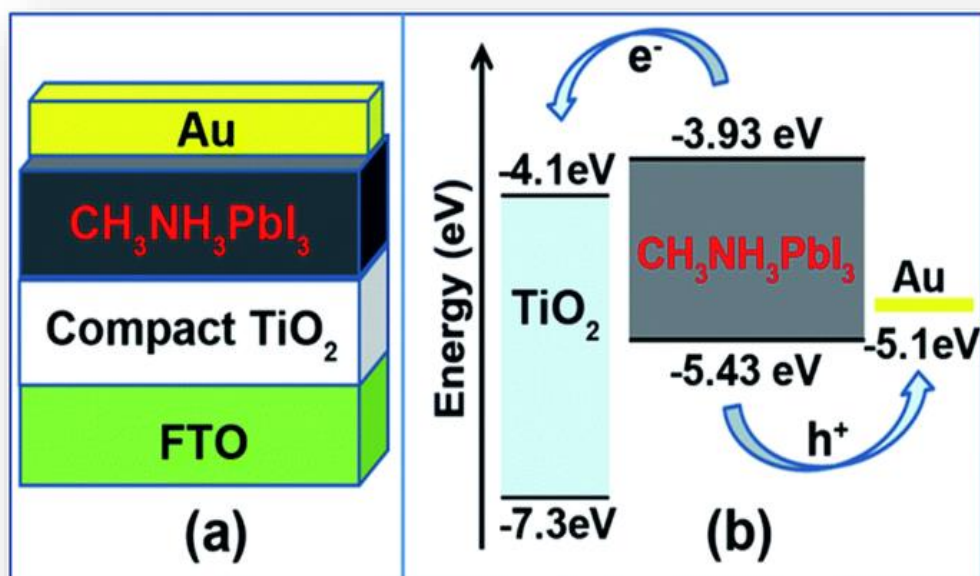 Au
CH₃NH₃PbI₃
Compact TiO₂
FTO
(a)
Energy (eV)
e⁻
-4.1eV
TiO₂
-7.3eV
-3.93 eV
CH₃NH₃PbI₃
-5.43 eV
Au
-5.1eV
h⁺
(b)